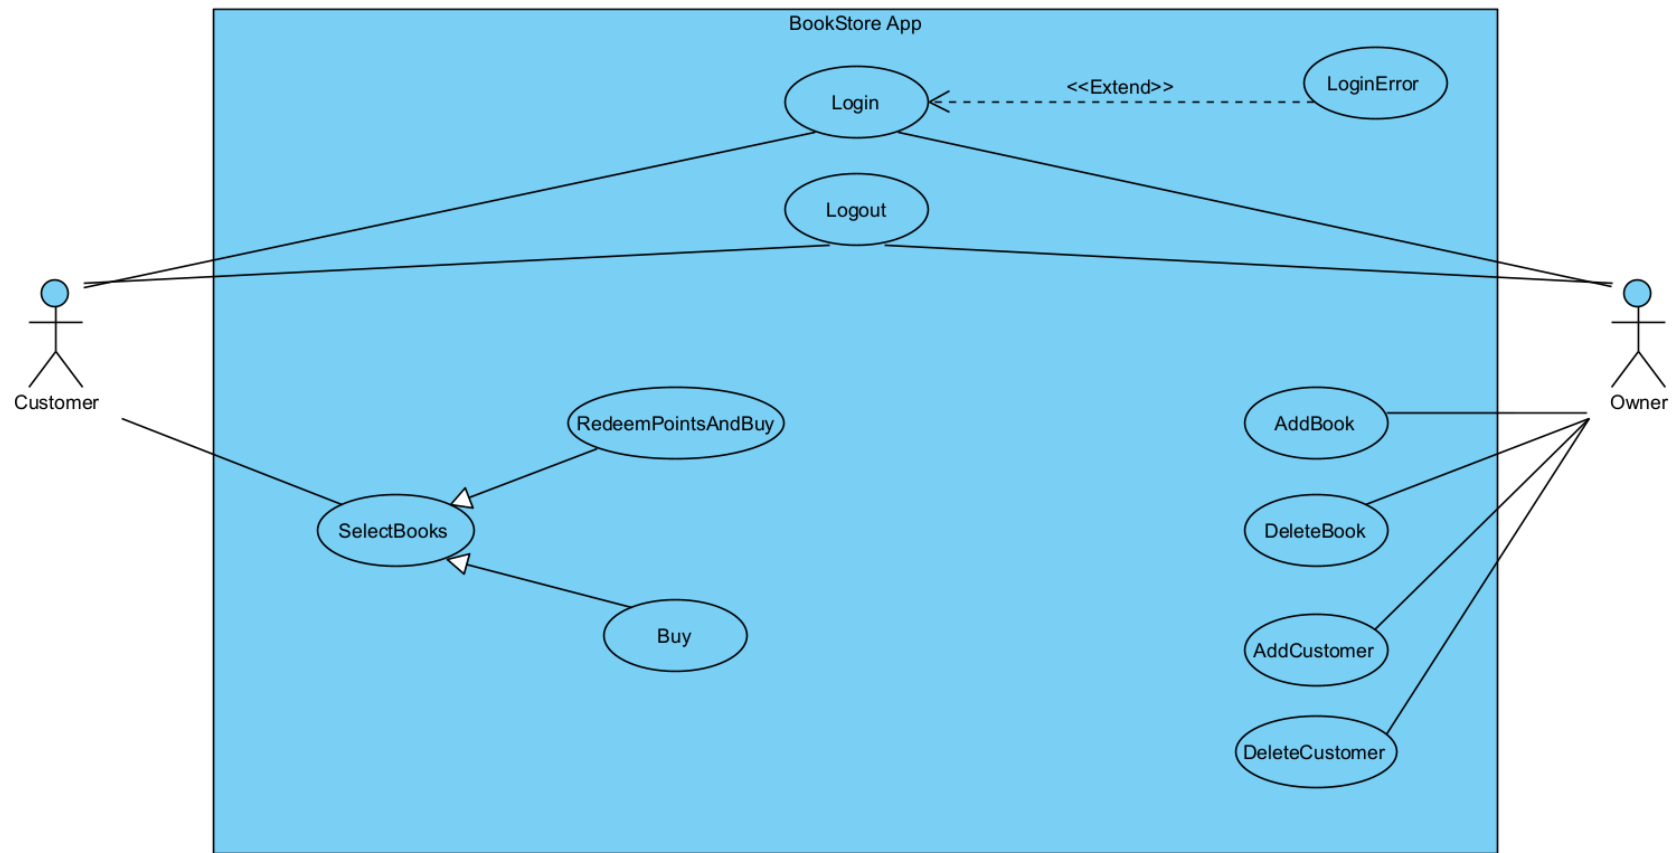 BookStore App
Login
<<Extend>>
LoginError
Logout
Customer
Owner
RedeemPointsAndBuy
AddBook
SelectBooks
DeleteBook
Buy
AddCustomer
DeleteCustomer